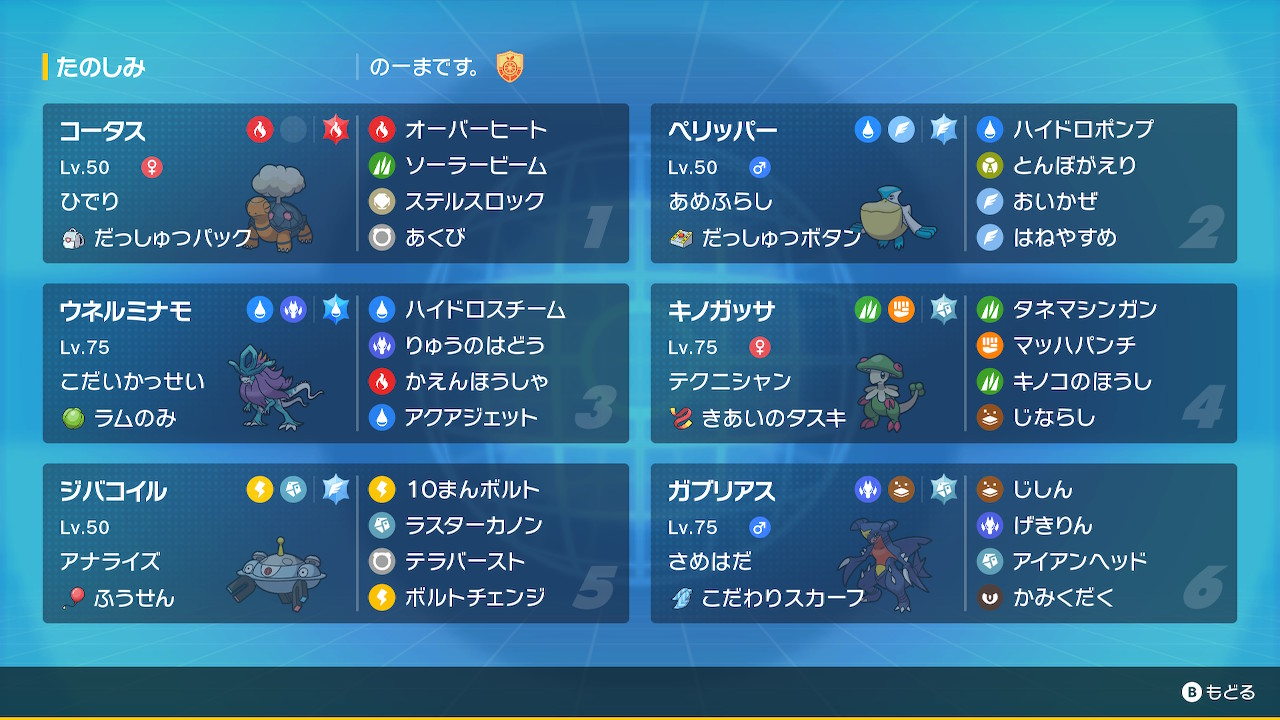 たのしみ
のーまです。
コータス
Lv.50
ひでり
だっしゅつパック
オーバーヒート
ソーラービーム
ステルスロック
あくび
1
ペリッパー
Lv.50
あめふらし
だっしゅつボタン
ハイドロポンプ
とんぼがえり
おいかぜ
はねやすめ
2
ウネルミナモ
Lv.75
こだいかっせい
ラムのみ
ハイドロスチーム
りゅうのはどう
かえんほうしゃ
アクアジェット
3
キノガッサ
Lv.75
テクニシャン
きあいのタスキ
タネマシンガン
マッハパンチ
キノコのほうし
じならし
4
ジバコイル
Lv.50
アナライズ
ふうせん
10まんボルト
ラスターカノン
テラバースト
ボルトチェンジ
5
ガブリアス
Lv.75
さめはだ
こだわりスカーフ
じしん
げきりん
アイアンヘッド
かみくだく
6
B もどる